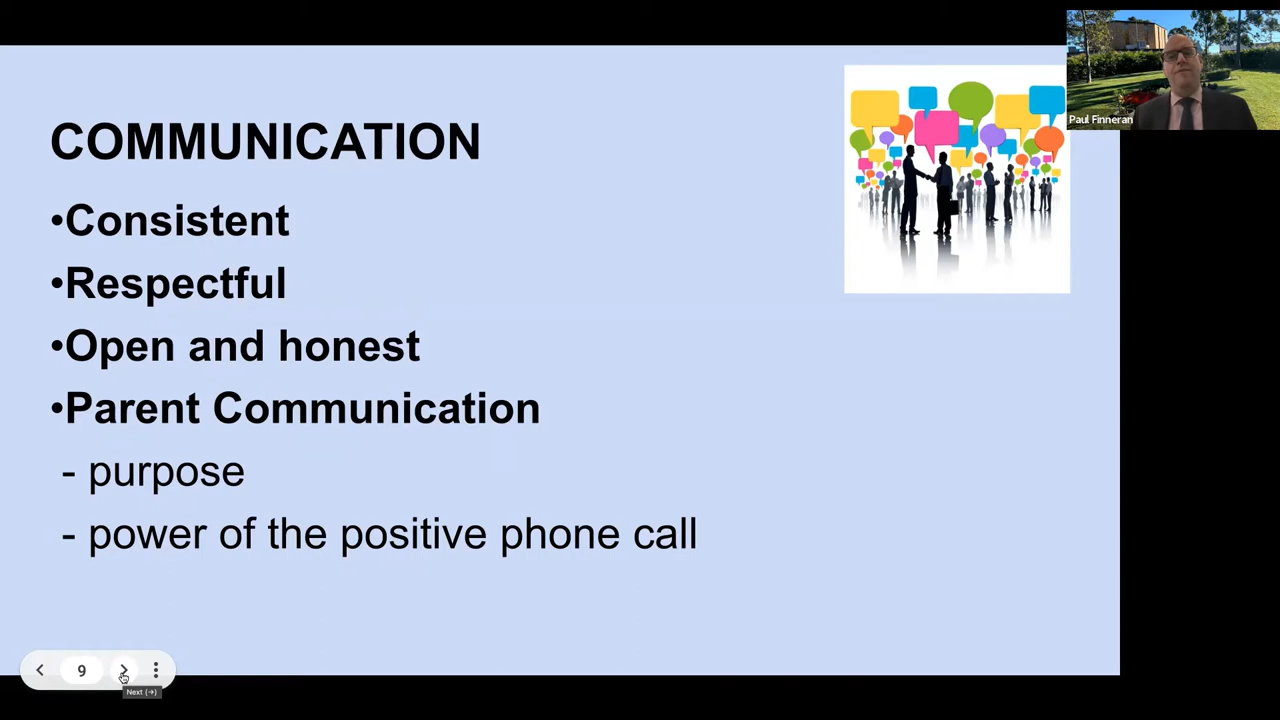 Paul Finneran
COMMUNICATION
•Consistent
•Respectful
•Open and honest
•Parent Communication
- purpose
- power of the positive phone call
9
Next (→)